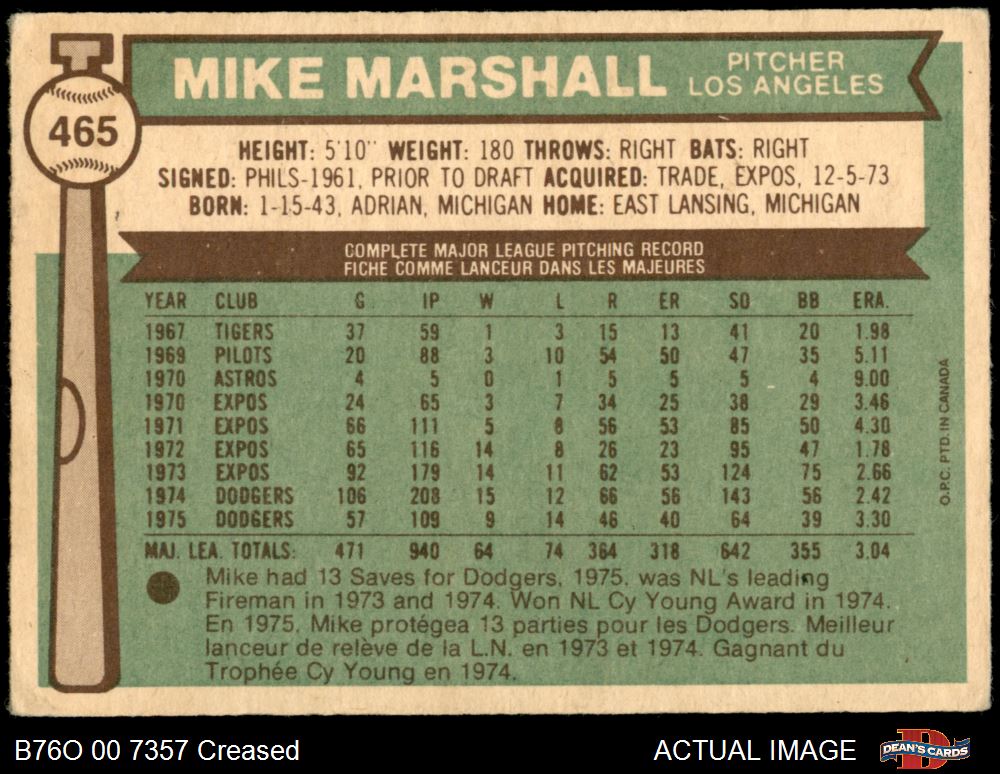 MIKE MARSHALL
PITCHER
LOS ANGELES
465
HEIGHT: 5'10" WEIGHT: 180 THROWS: RIGHT BATS: RIGHT
SIGNED: PHILS-1961, PRIOR TO DRAFT ACQUIRED: TRADE, EXPOS, 12-5-73
BORN: 1-15-43, ADRIAN, MICHIGAN HOME: EAST LANSING, MICHIGAN
COMPLETE MAJOR LEAGUE PITCHING RECORD
FICHE COMME LANCEUR DANS LES MAJEURES
YEAR CLUB G IP W L R ER SO BB ERA.
1967 TIGERS 37 59 1 3 15 13 41 20 1.98
1969 PILOTS 20 88 3 10 54 50 47 35 5.11
1970 ASTROS 4 5 0 1 5 5 5 4 9.00
1970 EXPOS 24 65 3 7 34 25 38 29 3.46
1971 EXPOS 66 111 5 8 56 53 85 50 4.30
1972 EXPOS 65 116 14 8 26 23 95 47 1.78
1973 EXPOS 92 179 14 11 62 53 124 75 2.66
1974 DODGERS 106 208 15 12 66 56 143 56 2.42
1975 DODGERS 57 109 9 14 46 40 64 39 3.30
MAJ. LEA. TOTALS: 471 940 64 74 364 318 642 355 3.04
Mike had 13 Saves for Dodgers, 1975, was NL's leading
Fireman in 1973 and 1974. Won NL Cy Young Award in 1974.
En 1975, Mike protégea 13 parties pour les Dodgers. Meilleur
lanceur de relève de la L.N. en 1973 et 1974. Gagnant du
Trophée Cy Young en 1974.
O.P.C. PTD. IN CANADA
B76O 00 7357 Creased
ACTUAL IMAGE
DEAN'S CARDS